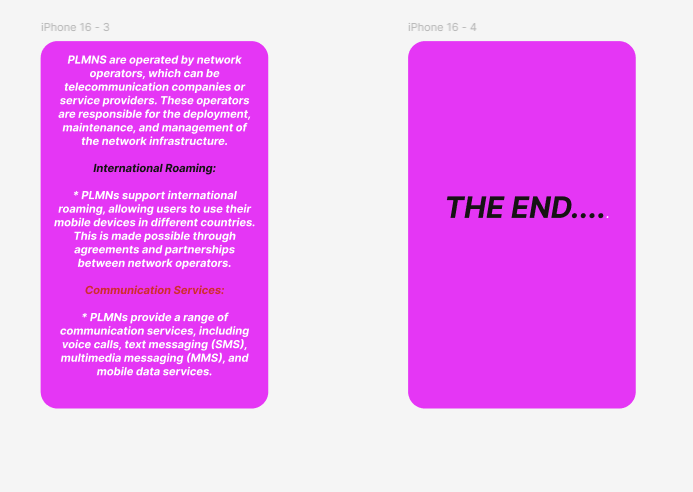 iPhone 16 - 3
PLMNS are operated by network
operators, which can be
telecommunication companies or
service providers. These operators
are responsible for the deployment,
maintenance, and management of
the network infrastructure.
International Roaming:
* PLMNs support international
roaming, allowing users to use their
mobile devices in different countries.
This is made possible through
agreements and partnerships
between network operators.
Communication Services:
* PLMNs provide a range of
communication services, including
voice calls, text messaging (SMS),
multimedia messaging (MMS), and
mobile data services.
iPhone 16 - 4
THE END.....